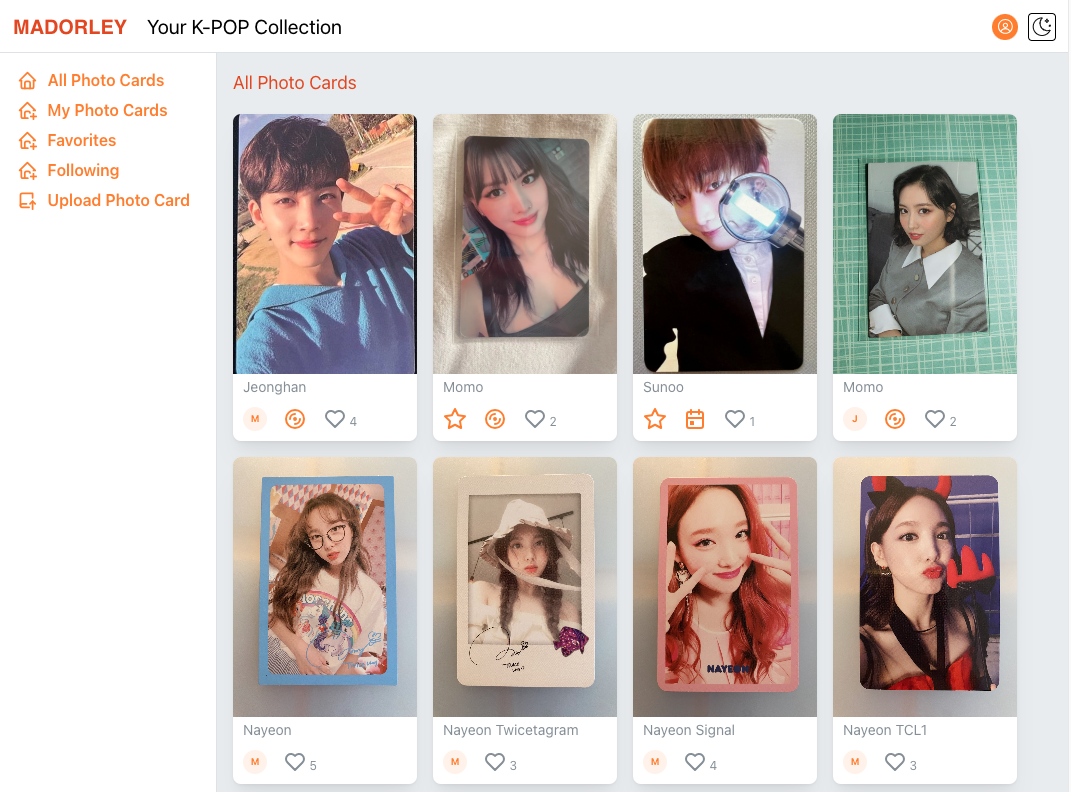 MADORLEY Your K-POP Collection
All Photo Cards
My Photo Cards
Favorites
Following
Upload Photo Card
All Photo Cards
Jeonghan
M 4
Momo
2
Sunoo
1
Momo
J 2
Nayeon
M 5
Nayeon Twicetagram
M 3
NAYEON
Nayeon Signal
M 4
Nayeon TCL1
M 3